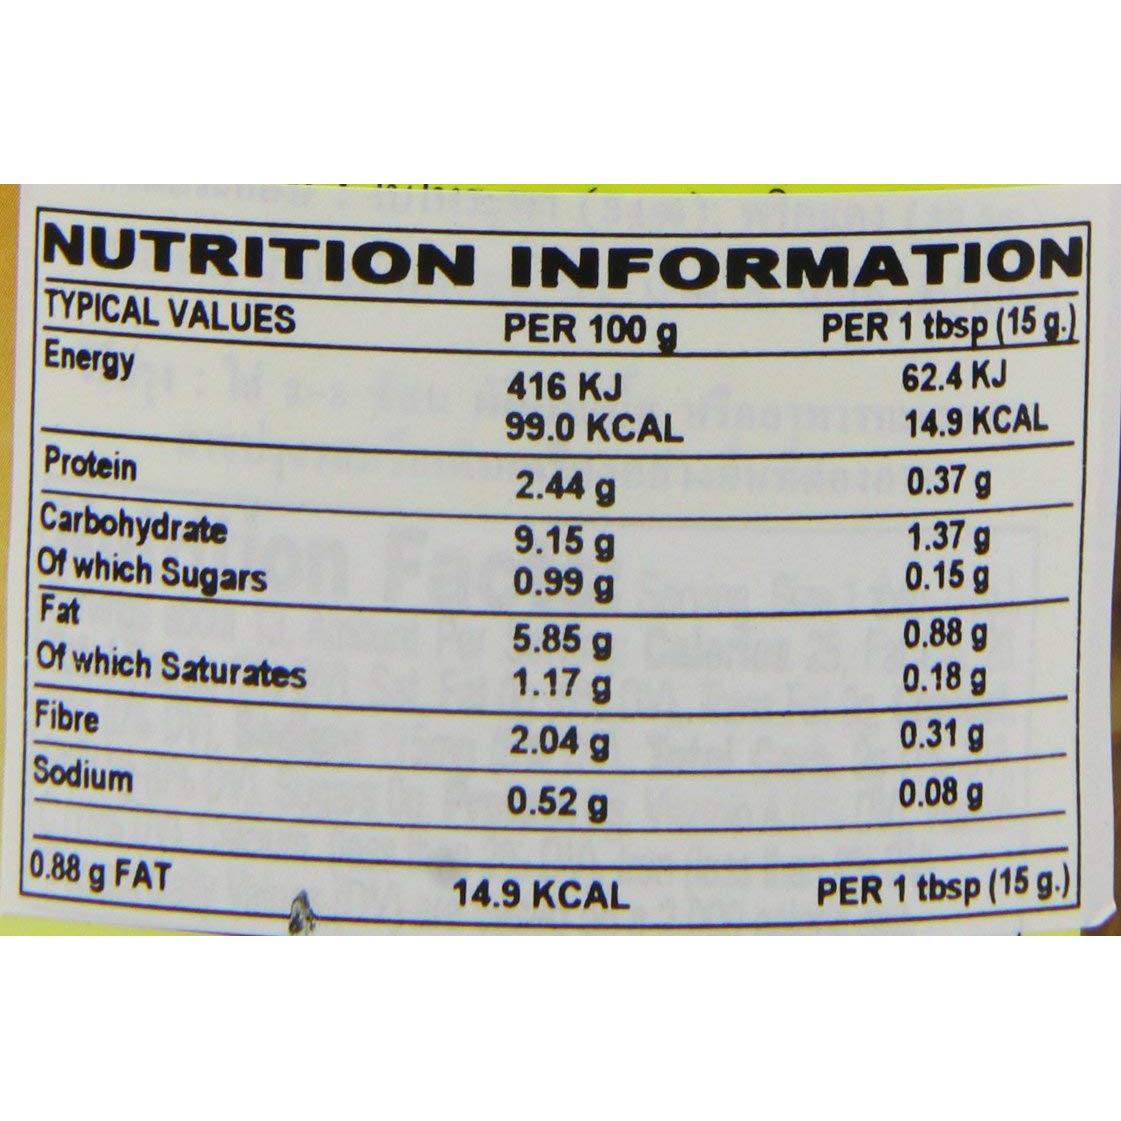 NUTRITION INFORMATION
TYPICAL VALUES PER 100 g PER 1 tbsp (15 g.)
Energy 416 KJ 62.4 KJ
99.0 KCAL 14.9 KCAL
Protein 2.44 g 0.37 g
Carbohydrate 9.15 g 1.37 g
Of which Sugars 0.99 g 0.15 g
Fat 5.85 g 0.88 g
Of which Saturates 1.17 g 0.18 g
Fibre 2.04 g 0.31 g
Sodium 0.52 g 0.08 g
0.88 g FAT 14.9 KCAL PER 1 tbsp (15 g.)